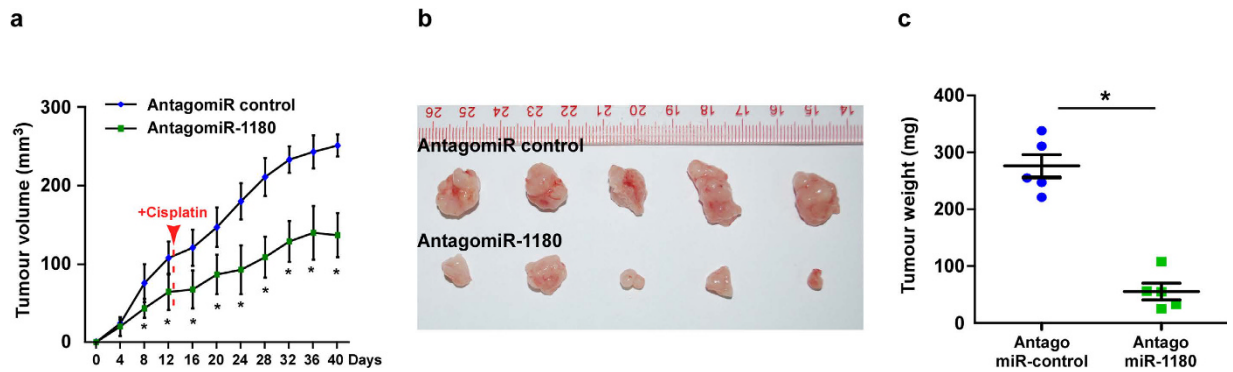 a
b
c
AntagomiR control
AntagomiR-1180
Tumour volume (mm³)
300
200
100
0
+Cisplatin
* * * * * * * * *
0 4 8 12 16 20 24 28 32 36 40 Days
26 25 24 23 22 21 20 19 18 17 16 15 14
AntagomiR control
AntagomiR-1180
Tumour weight (mg)
400
300
200
100
0
*
Antago miR-control
Antago miR-1180